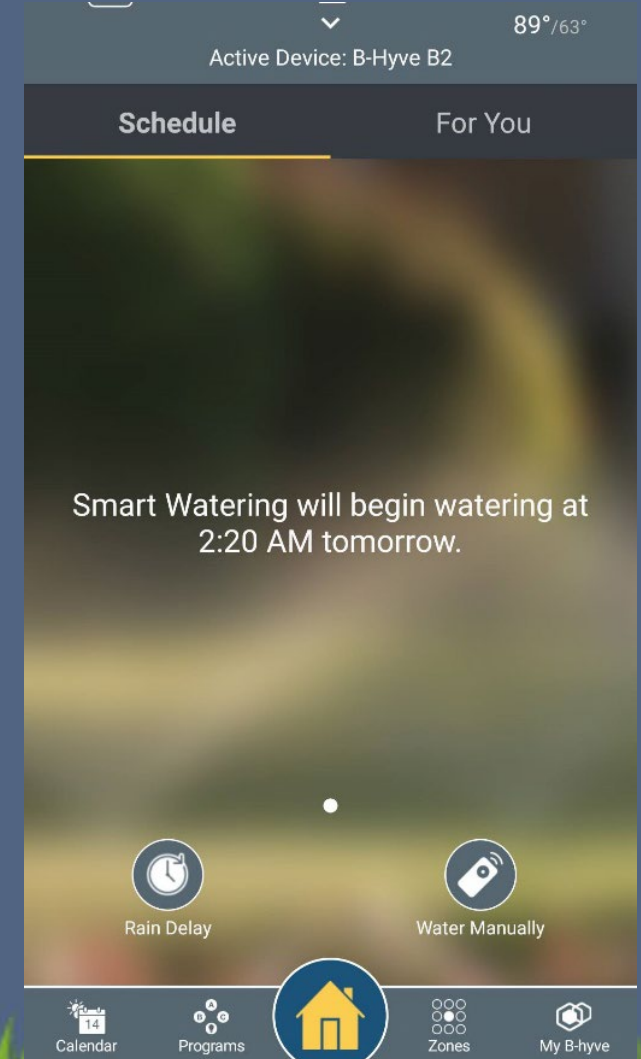 89°/63°
Active Device: B-Hyve B2
Schedule
For You
Smart Watering will begin watering at
2:20 AM tomorrow.
Rain Delay
Water Manually
14
A
B
C
Calendar
Programs
Zones
My B-hyve